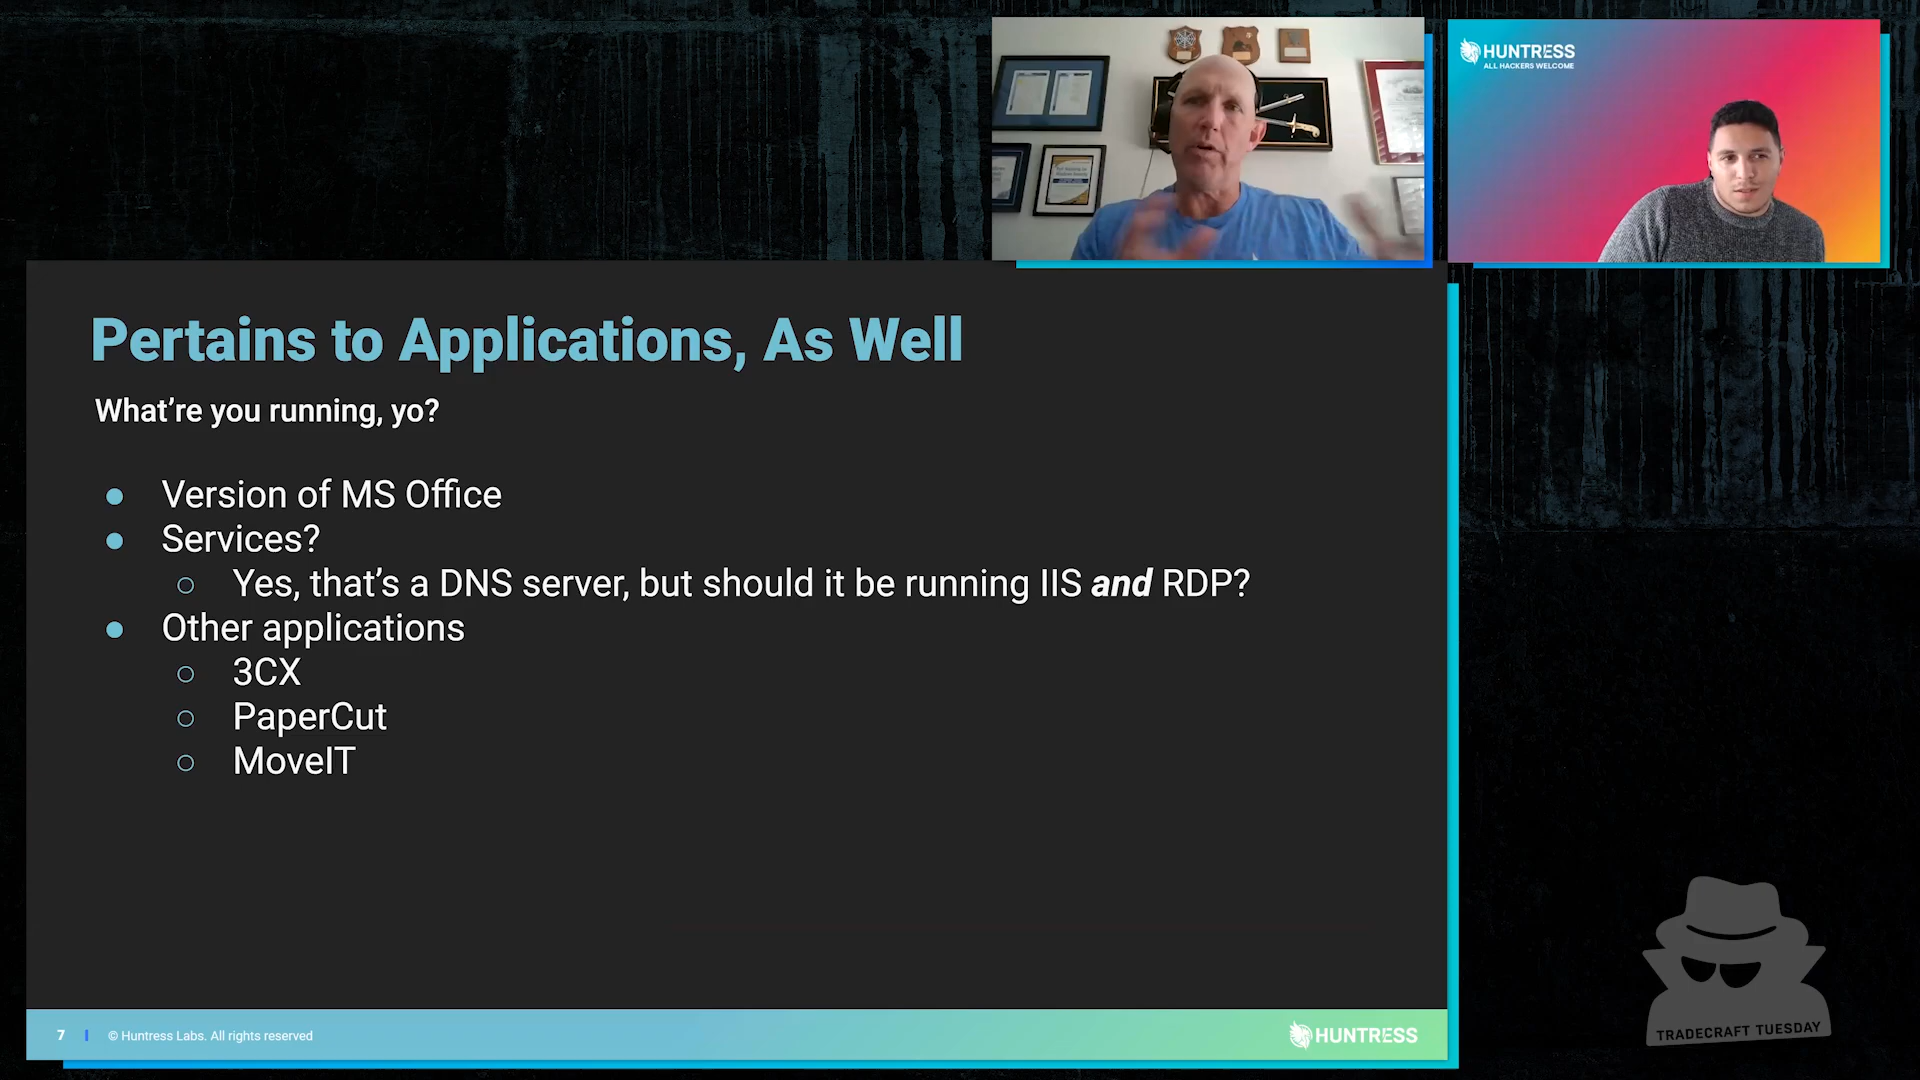 HUNTRESS
ALL HACKERS WELCOME
Pertains to Applications, As Well
What’re you running, yo?
Version of MS Office
Services?
Yes, that’s a DNS server, but should it be running IIS and RDP?
Other applications
3CX
PaperCut
MoveIT
7 | © Huntress Labs. All rights reserved
HUNTRESS
TRADECRAFT TUESDAY